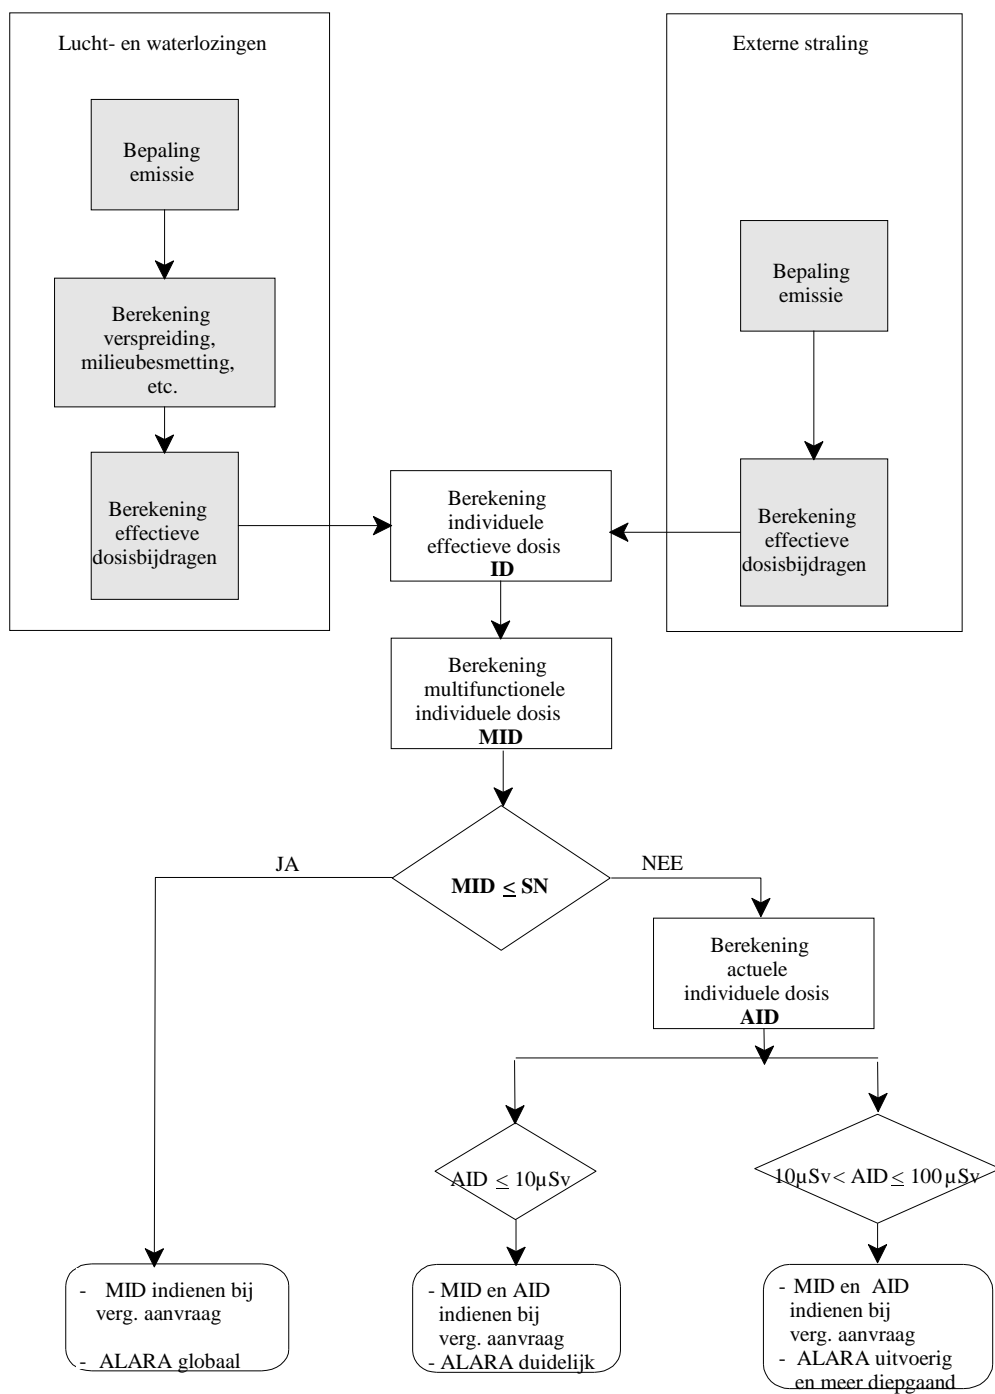 Lucht- en waterlozingen
Bepaling
emissie
Berekening
verspreiding,
milieubesmetting,
etc.
Berekening
effectieve
dosisbijdragen
Externe straling
Bepaling
emissie
Berekening
effectieve
dosisbijdragen
Berekening
individuele
effectieve dosis
ID
Berekening
multifunctionele
individuele dosis
MID
MID ≤ SN
JA
NEE
Berekening
actuele
individuele dosis
AID
AID ≤ 10µSv
10µSv < AID ≤ 100 µSv
- MID indienen bij
verg. aanvraag
- ALARA globaal
- MID en AID
indienen bij
verg. aanvraag
- ALARA duidelijk
- MID en AID
indienen bij
verg. aanvraag
- ALARA uitvoerig
en meer diepgaand